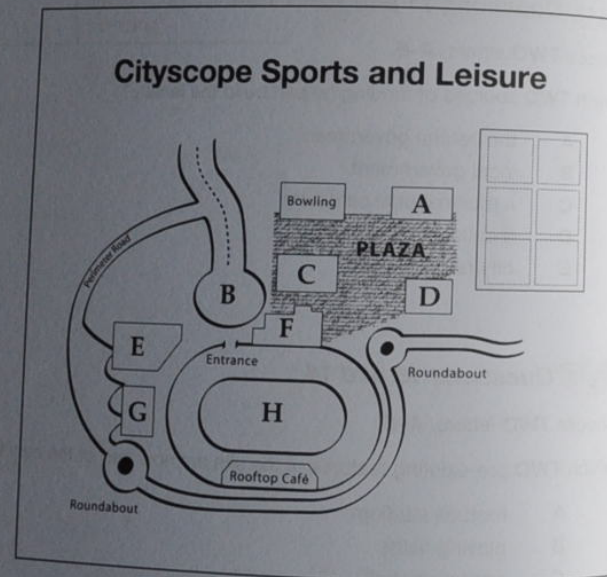 Cityscope Sports and Leisure
Bowling
A
PLAZA
Perimeter Road
C
B
D
F
E
Entrance
Roundabout
G
H
Rooftop Café
Roundabout